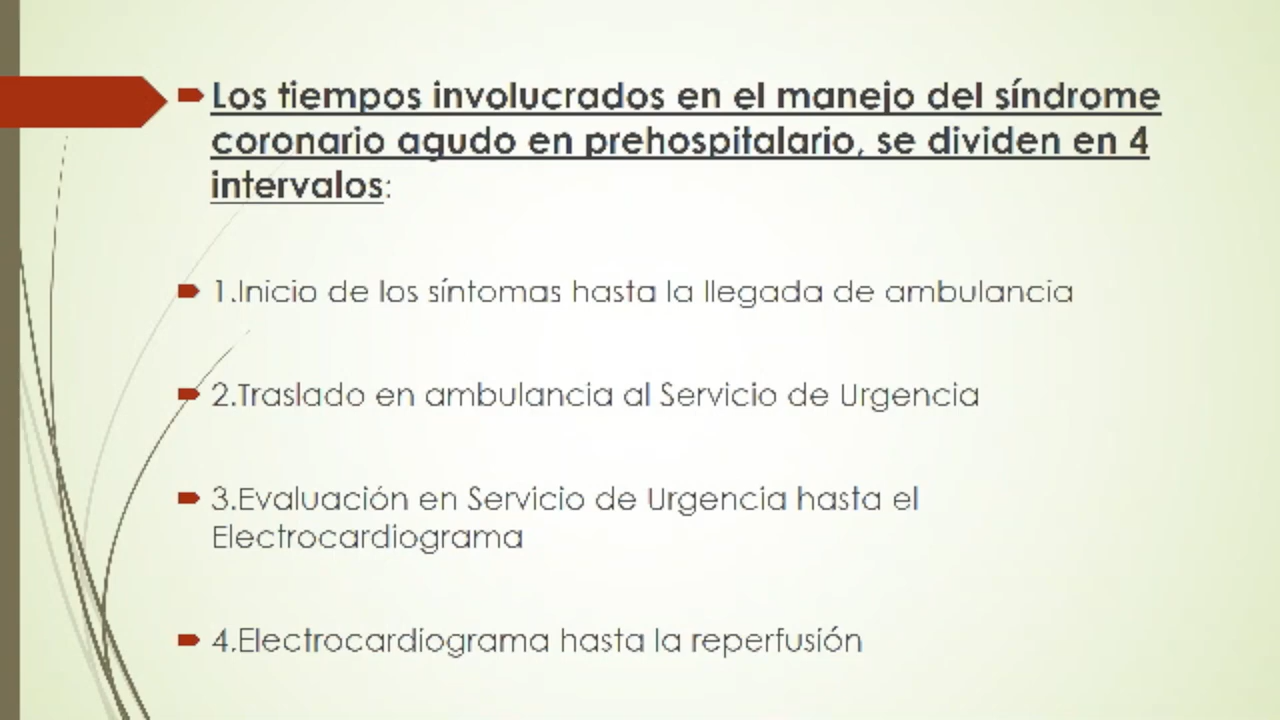 Los tiempos involucrados en el manejo del síndrome
coronario agudo en prehospitalario, se dividen en 4
intervalos:
1.Inicio de los síntomas hasta la llegada de ambulancia
2.Traslado en ambulancia al Servicio de Urgencia
3.Evaluación en Servicio de Urgencia hasta el
Electrocardiograma
4.Electrocardiograma hasta la reperfusión